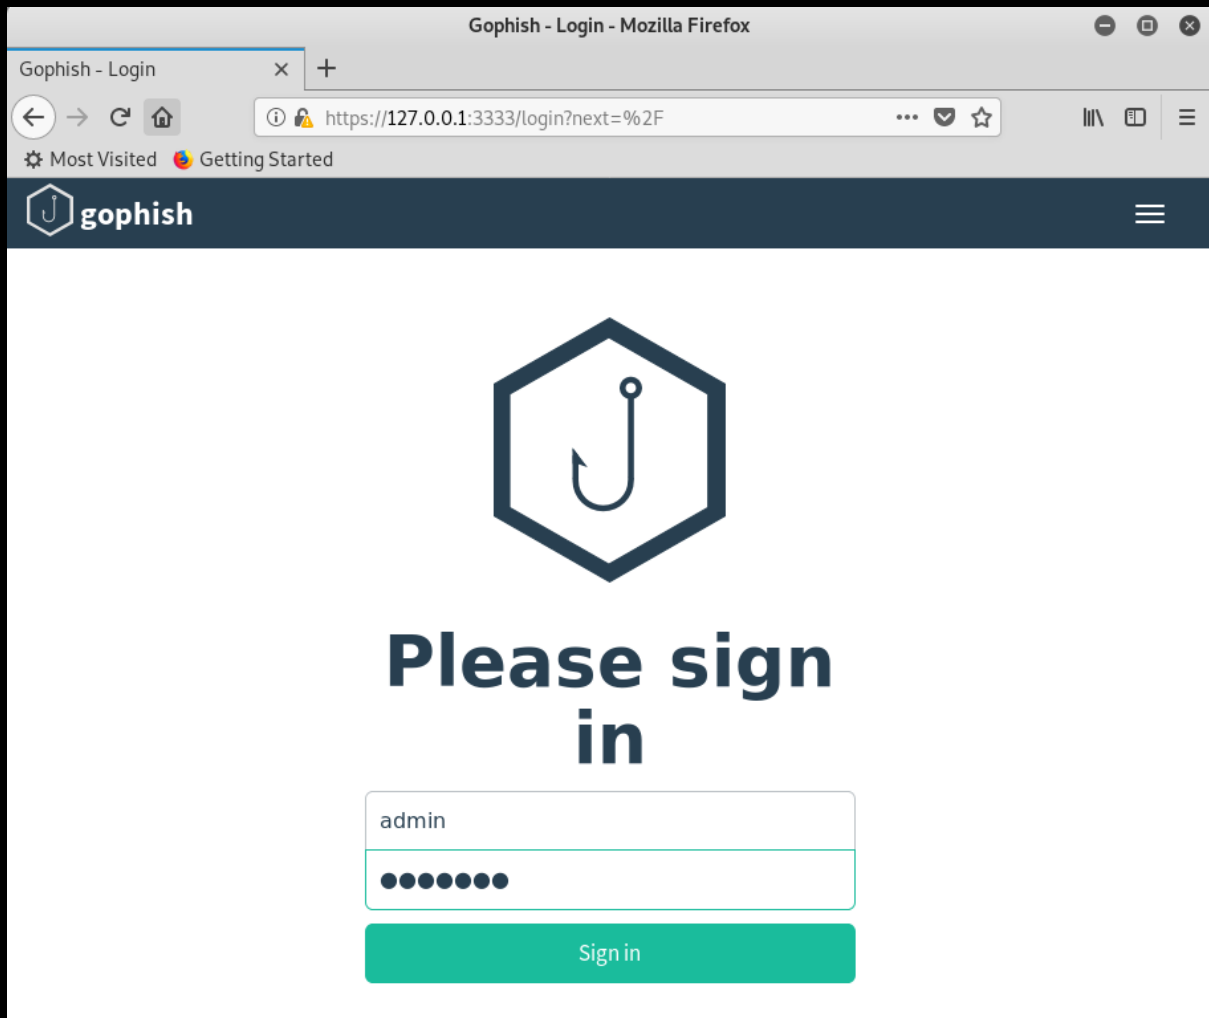 Gophish - Login - Mozilla Firefox
Gophish - Login
https://127.0.0.1:3333/login?next=%2F
Most Visited Getting Started
gophish
Please sign
in
admin
●●●●●●●
Sign in